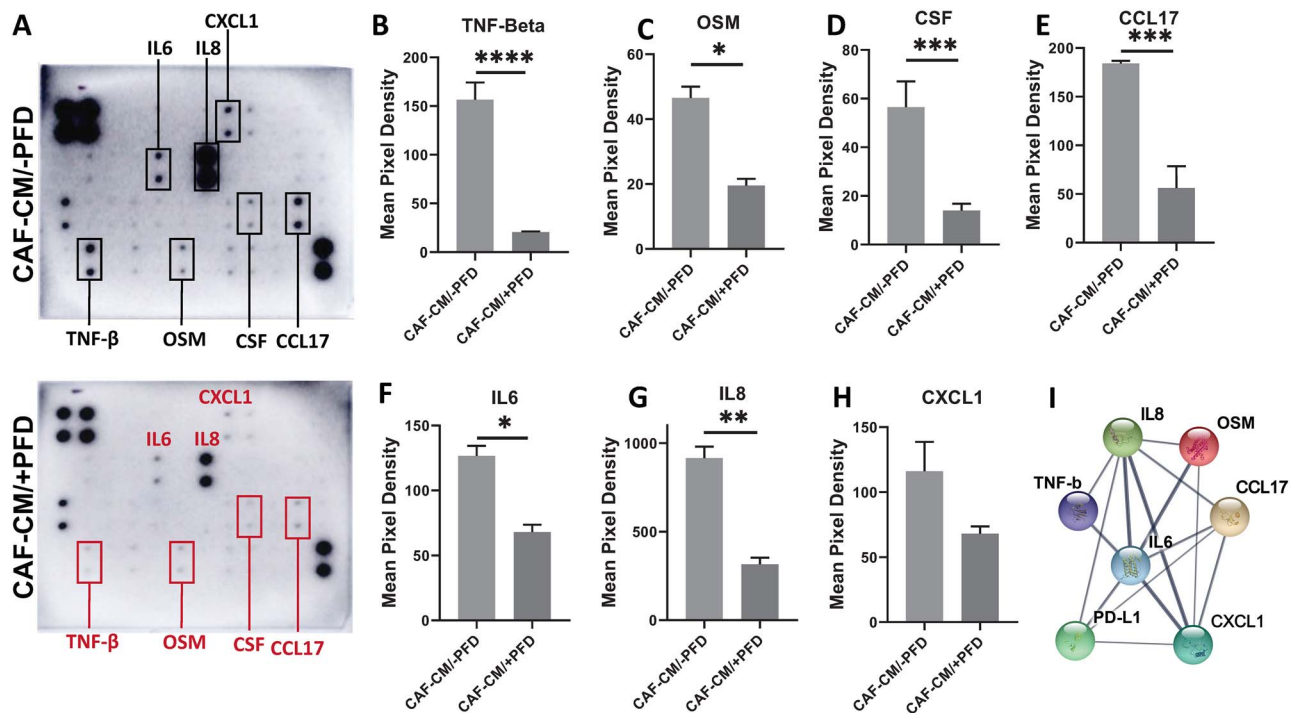 A
CXCL1
IL6
IL8
CAF-CM/-PFD
TNF-β
OSM
CSF
CCL17
CAF-CM/+PFD
CXCL1
IL6
IL8
TNF-β
OSM
CSF
CCL17
B
TNF-Beta
****
Mean Pixel Density
200
150
100
50
0
CAF-CM/-PFD
CAF-CM/+PFD
C
OSM
*
Mean Pixel Density
60
40
20
0
CAF-CM/-PFD
CAF-CM/+PFD
D
CSF
***
Mean Pixel Density
80
60
40
20
0
CAF-CM/-PFD
CAF-CM/+PFD
E
CCL17
***
Mean Pixel Density
200
150
100
50
0
CAF-CM/-PFD
CAF-CM/+PFD
F
IL6
*
Mean Pixel Density
150
100
50
0
CAF-CM/-PFD
CAF-CM/+PFD
G
IL8
**
Mean Pixel Density
1000
500
0
CAF-CM/-PFD
CAF-CM/+PFD
H
CXCL1
Mean Pixel Density
150
100
50
0
CAF-CM/-PFD
CAF-CM/+PFD
I
IL8
OSM
TNF-b
CCL17
IL6
PD-L1
CXCL1